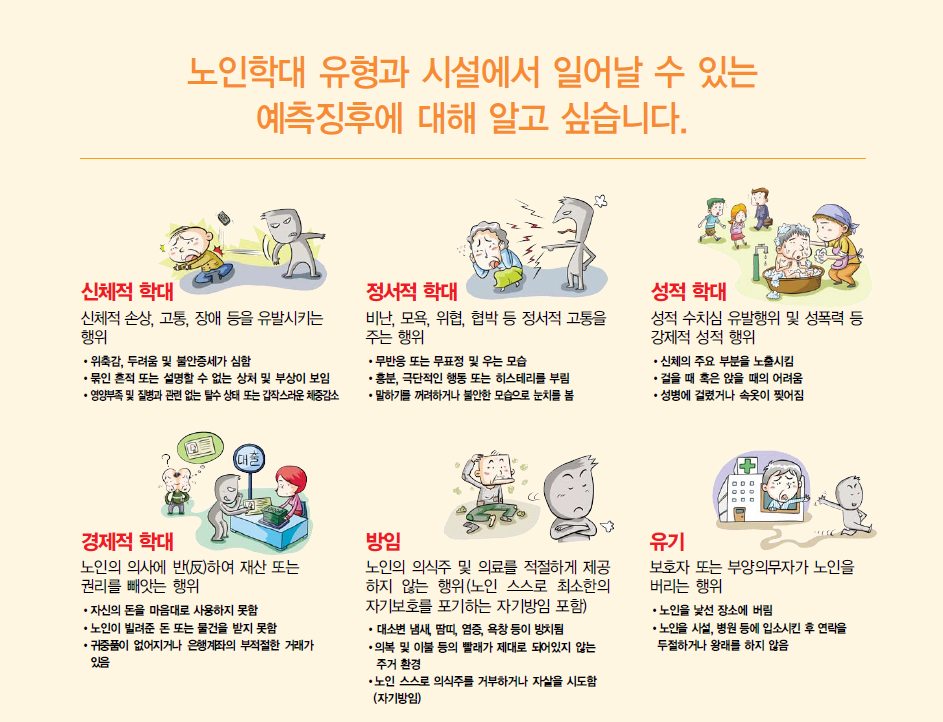 노인학대 유형과 시설에서 일어날 수 있는
예측징후에 대해 알고 싶습니다.
신체적 학대
신체적 손상, 고통, 장애 등을 유발시키는
행위
• 위축감, 두려움 및 불안증세가 심함
• 묶인 흔적 또는 설명할 수 없는 상처 및 부상이 보임
• 영양부족 및 질병과 관련 없는 탈수 상태 또는 갑작스러운 체중감소
정서적 학대
비난, 모욕, 위협, 협박 등 정서적 고통을
주는 행위
• 무반응 또는 무표정 및 우는 모습
• 흥분, 극단적인 행동 또는 히스테리를 부림
• 말하기를 꺼려하거나 불안한 모습으로 눈치를 봄
성적 학대
성적 수치심 유발행위 및 성폭력 등
강제적 성적 행위
• 신체의 주요 부분을 노출시킴
• 걸을 때 혹은 앉을 때의 어려움
• 성병에 걸렸거나 속옷이 찢어짐
?
대출
경제적 학대
노인의 의사에 반(反)하여 재산 또는
권리를 빼앗는 행위
• 자신의 돈을 마음대로 사용하지 못함
• 노인이 빌려준 돈 또는 물건을 받지 못함
• 귀중품이 없어지거나 은행계좌의 부적절한 거래가
있음
방임
노인의 의식주 및 의료를 적절하게 제공
하지 않는 행위(노인 스스로 최소한의
자기보호를 포기하는 자기방임 포함)
• 대소변 냄새, 땀띠, 염증, 욕창 등이 방치됨
• 의복 및 이불 등의 빨래가 제대로 되어있지 않는
주거 환경
• 노인 스스로 의식주를 거부하거나 자살을 시도함
(자기방임)
유기
보호자 또는 부양의무자가 노인을
버리는 행위
• 노인을 낯선 장소에 버림
• 노인을 시설, 병원 등에 입소시킨 후 연락을
두절하거나 왕래를 하지 않음